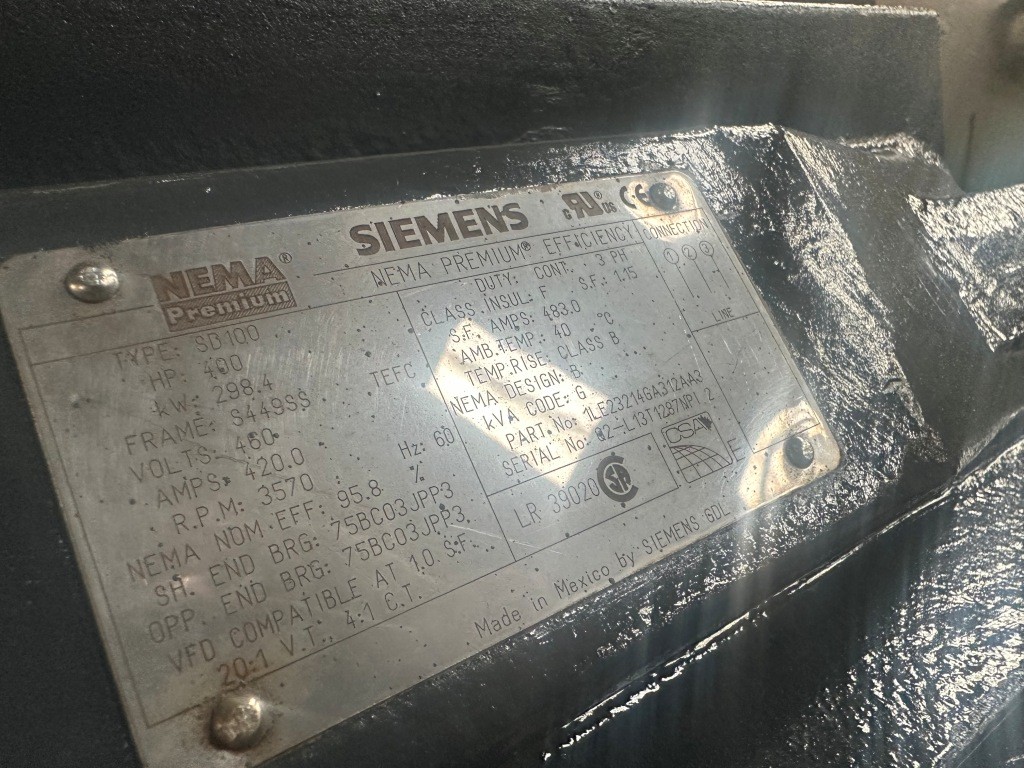 SIEMENS
NEMA®
Premium
NEMA PREMIUM® EFFICIENCY
CONNECTION
TYPE: SD100 TEFC
HP: 400
kW: 298.4
FRAME: S449SS
VOLTS: 460 Hz: 60
AMPS: 420.0
R.P.M: 3570
NEMA NOM. EFF: 95.8 %
SH. END BRG: 75BC03JPP3
OPP. END BRG: 75BC03JPP3
VFD COMPATIBLE AT 1.0 S.F.:
20:1 V.T. 4:1 C.T.
DUTY: CONT. 3 PH
CLASS INSUL: F S.F.: 1.15
S.F. AMPS: 483.0
AMB.TEMP.: 40 °C
TEMP.RISE: CLASS B
NEMA DESIGN: B
kVA CODE: G
PART.No: 1LE23214GA312AA3
SERIAL No:
LR 39020
CSA
E
1 2 3
LINE
Made in Mexico by SIEMENS GDL